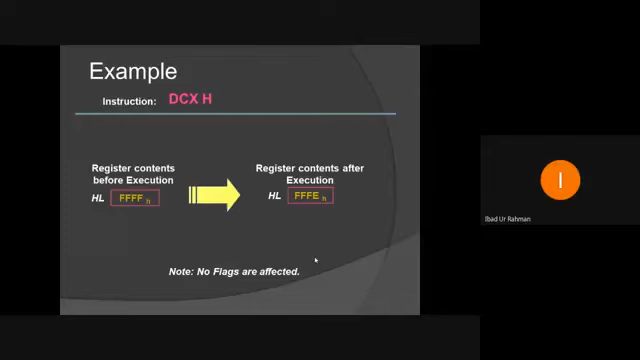 Example
Instruction: DCX H
Register contents
before Execution
HL FFFF h
Register contents after
Execution
HL FFFE h
Note: No Flags are affected.
I
Ibad Ur Rahman